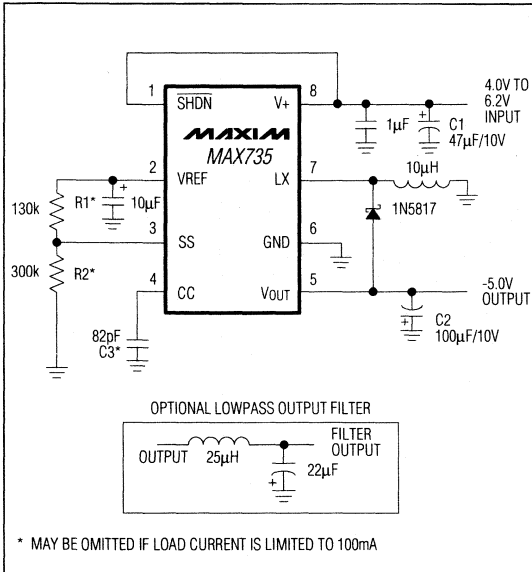 1 SHDN V+ 8
4.0V TO
6.2V
INPUT
MAXIM
MAX735
1µF
+ C1
47µF/10V
2 VREF LX 7
10µH
130k R1* + 10µF
1N5817
3 SS GND 6
300k R2*
4 CC VOUT 5
-5.0V
OUTPUT
82pF
C3*
+ C2
100µF/10V
OPTIONAL LOWPASS OUTPUT FILTER
OUTPUT 25µH
FILTER
OUTPUT
+ 22µF
* MAY BE OMITTED IF LOAD CURRENT IS LIMITED TO 100mA